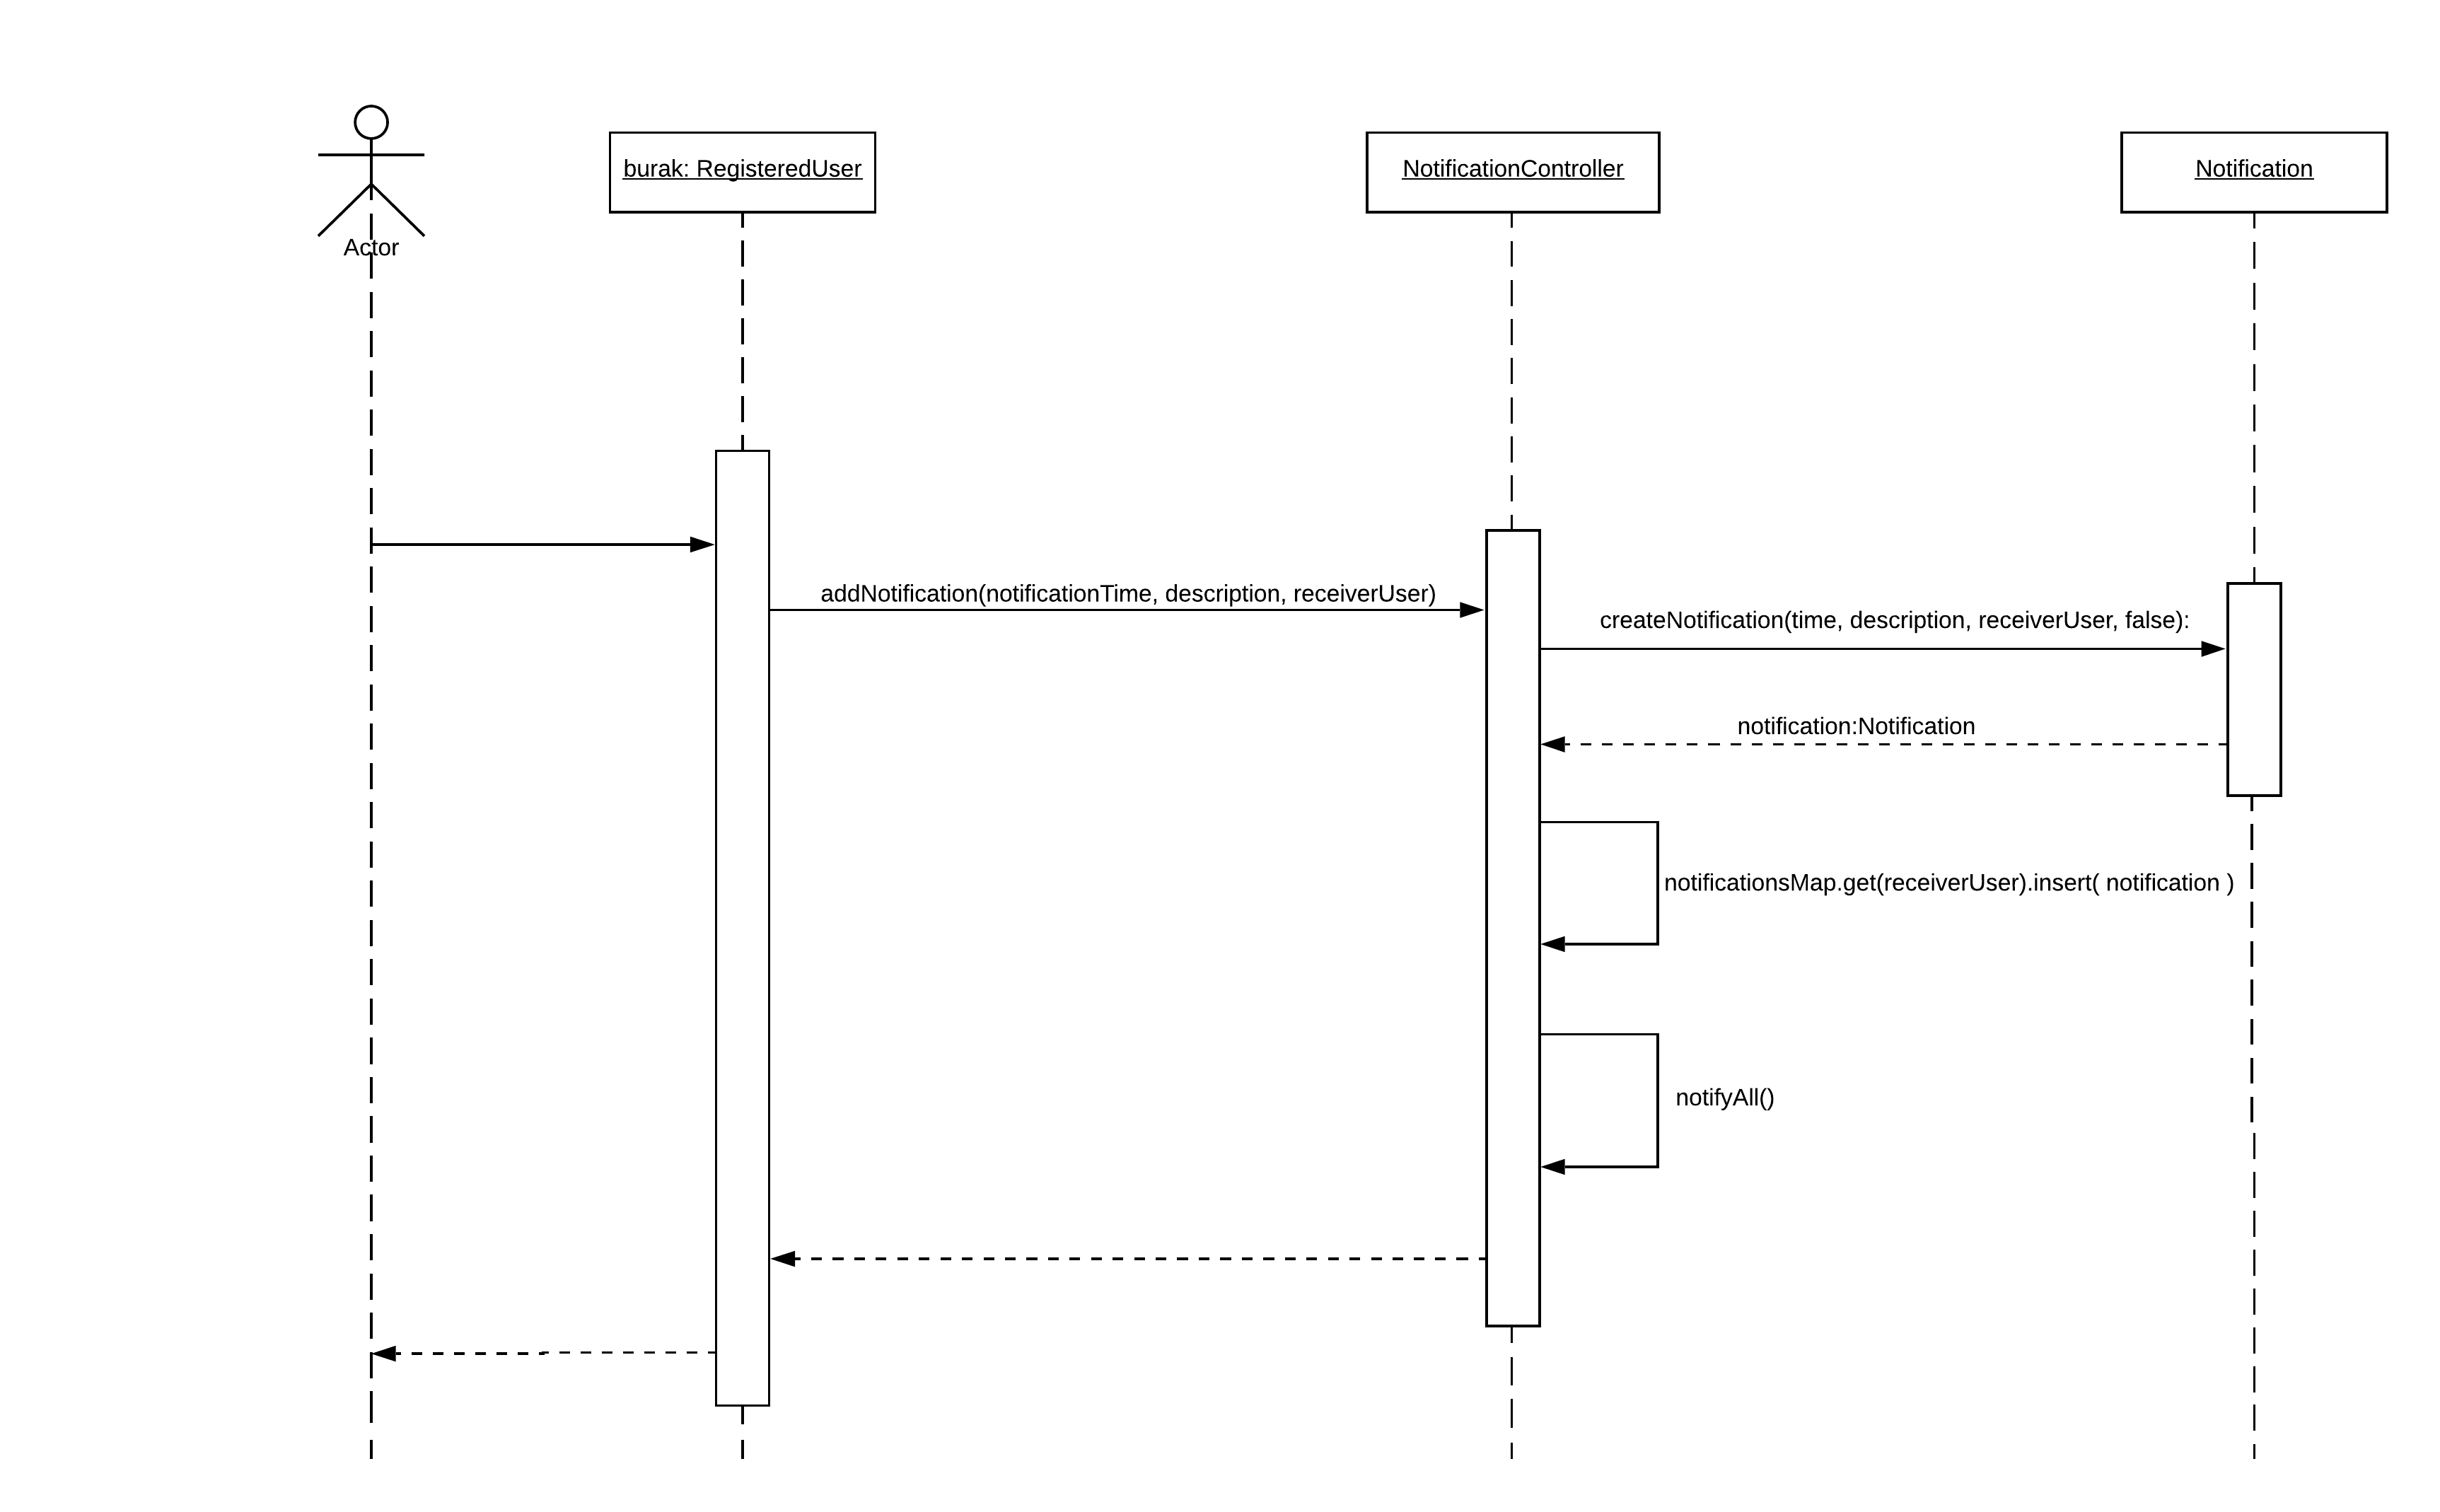 burak: RegisteredUser
NotificationController
Notification
Actor
addNotification(notificationTime, description, receiverUser)
createNotification(time, description, receiverUser, false):
notification:Notification
notificationsMap.get(receiverUser).insert( notification )
notifyAll()